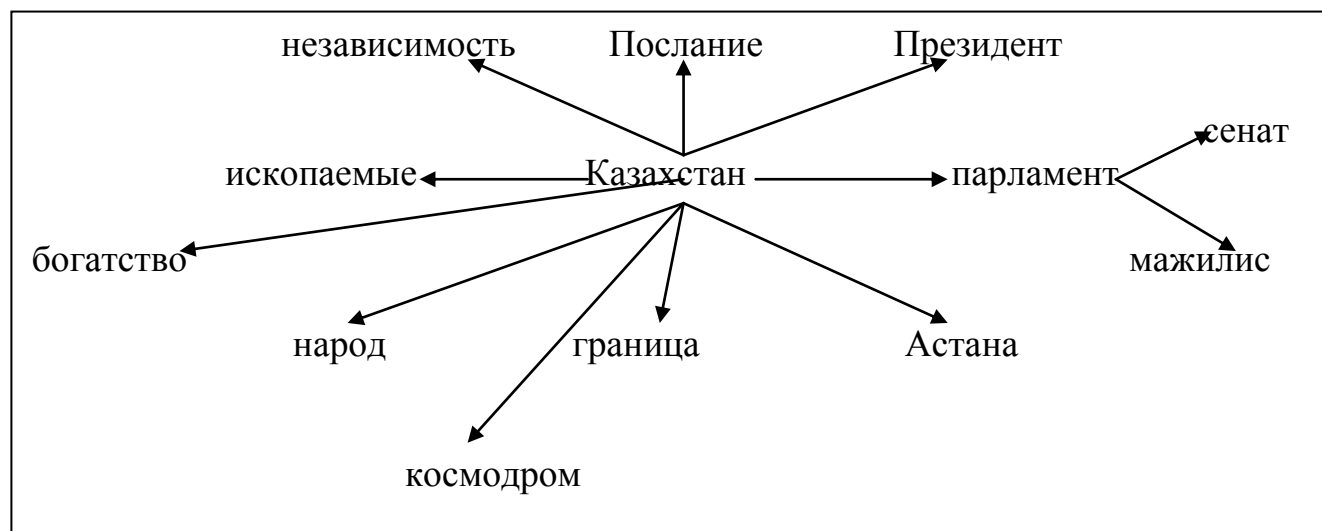 независимость Послание Президент
сенат
ископаемые Казахстан парламент
богатство мажилис
народ граница Астана
космодром